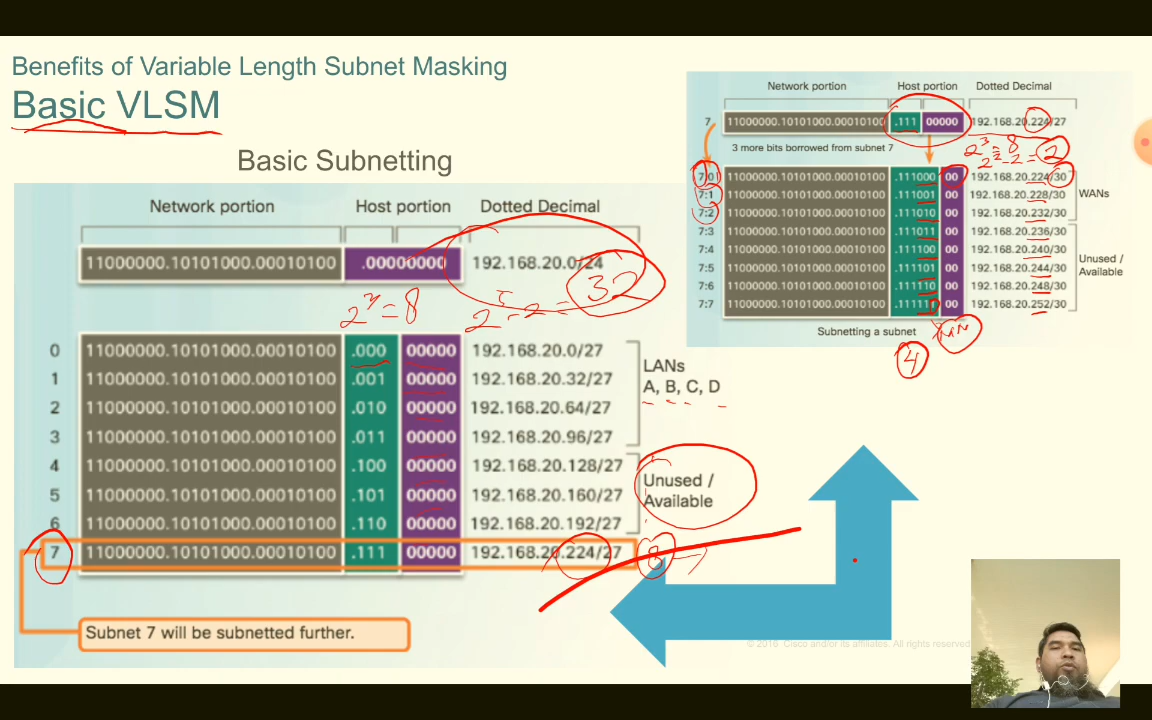 Benefits of Variable Length Subnet Masking
Basic VLSM
Basic Subnetting
Network portion Host portion Dotted Decimal
11000000.10101000.00010100 .00000000 192.168.20.0/24
2³=8
2⁵-2= 32
0 11000000.10101000.00010100 .000 00000 192.168.20.0/27
1 11000000.10101000.00010100 .001 00000 192.168.20.32/27
2 11000000.10101000.00010100 .010 00000 192.168.20.64/27
3 11000000.10101000.00010100 .011 00000 192.168.20.96/27
LANs
A, B, C, D
4 11000000.10101000.00010100 .100 00000 192.168.20.128/27
5 11000000.10101000.00010100 .101 00000 192.168.20.160/27
6 11000000.10101000.00010100 .110 00000 192.168.20.192/27
Unused /
Available
7 11000000.10101000.00010100 .111 00000 192.168.20.224/27
8
Subnet 7 will be subnetted further.
Network portion Host portion Dotted Decimal
7 11000000.10101000.00010100 .111 00000 192.168.20.224/27
3 more bits borrowed from subnet 7
2³=8
2²-2=2
7:0 11000000.10101000.00010100 .111000 00 192.168.20.224/30
7:1 11000000.10101000.00010100 .111001 00 192.168.20.228/30
7:2 11000000.10101000.00010100 .111010 00 192.168.20.232/30
WANs
7:3 11000000.10101000.00010100 .111011 00 192.168.20.236/30
7:4 11000000.10101000.00010100 .111100 00 192.168.20.240/30
7:5 11000000.10101000.00010100 .111101 00 192.168.20.244/30
7:6 11000000.10101000.00010100 .111110 00 192.168.20.248/30
7:7 11000000.10101000.00010100 00 192.168.20.252/30
Unused /
Available
Subnetting a subnet
4
© 2016 Cisco and/or its affiliates. All rights reserved